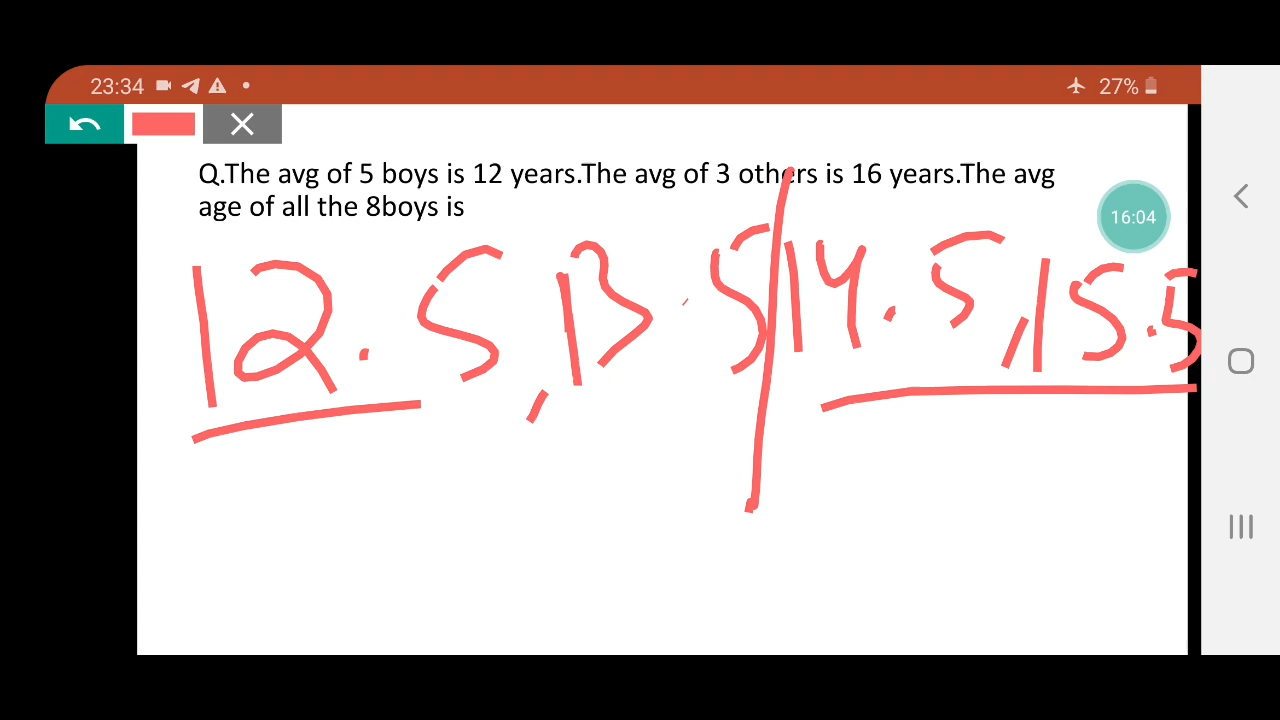 23:34
27%
Q.The avg of 5 boys is 12 years.The avg of 3 others is 16 years.The avg
age of all the 8boys is
16:04
12.5,13.5 14.5,15.5